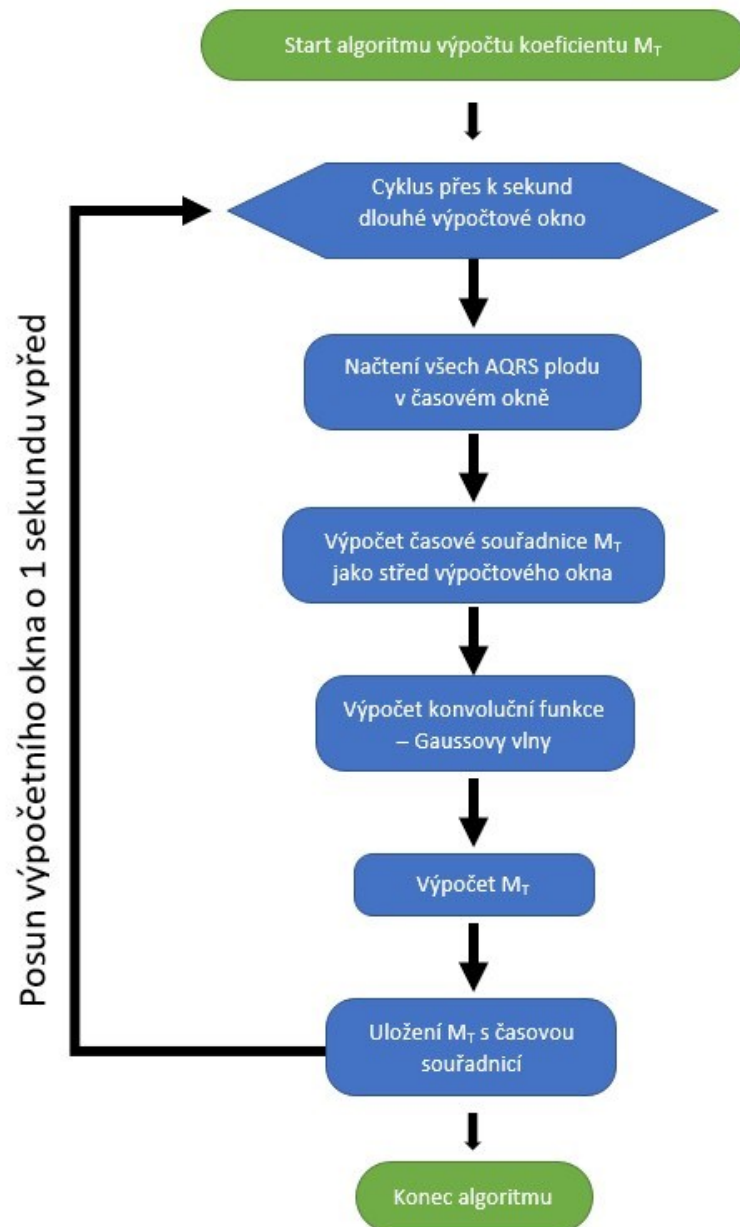 Start algoritmu výpočtu koeficientu M_T
Cyklus přes k sekund
dlouhé výpočtové okno
Načtení všech AQRS plodu
v časovém okně
Výpočet časové souřadnice M_T
jako střed výpočtového okna
Výpočet konvoluční funkce
– Gaussovy vlny
Výpočet M_T
Uložení M_T s časovou
souřadnicí
Konec algoritmu
Posun výpočetního okna o 1 sekundu vpřed